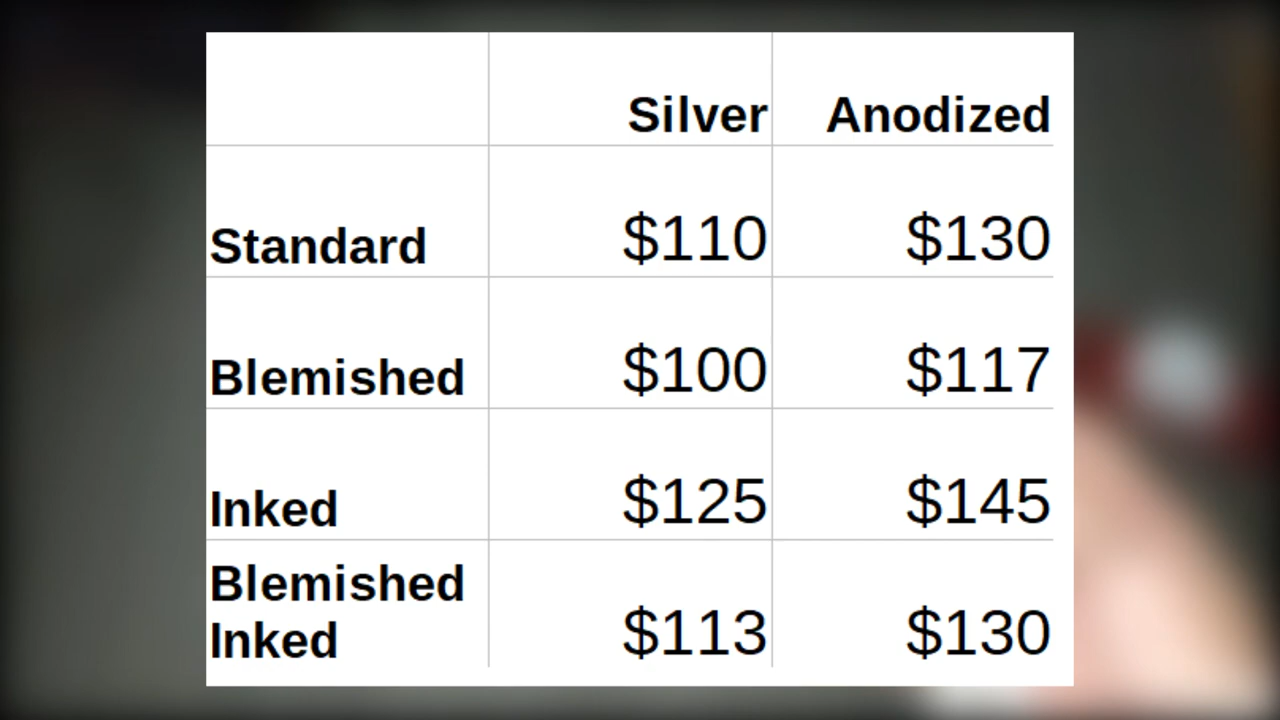 Silver Anodized
Standard $110 $130
Blemished $100 $117
Inked $125 $145
Blemished
Inked $113 $130